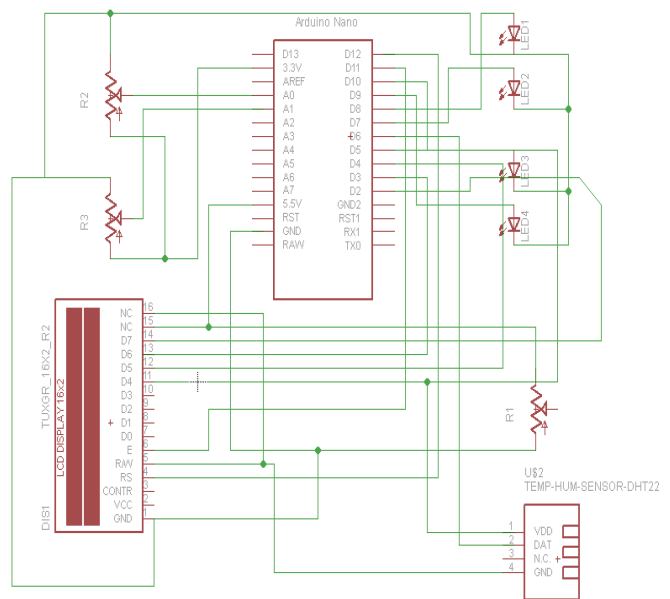 Arduino Nano
D13 D12
3.3V D11
AREF D10
A0 D9
A1 D8
A2 D7
A3 D6
A4 D5
A5 D4
A6 D3
A7 D2
5.5V GND2
RST RST1
GND RX1
RAW TX0
LED1
LED2
LED3
LED4
R2
R3
R1
TUXGR_16X2_R2
LCD DISPLAY 16x2
DIS1
NC 16
NC 15
D7 14
D6 13
D5 12
D4 11
D3 10
D2 9
D1 8
D0 7
E 6
R/W 5
RS 4
CONTR 3
VCC 2
GND 1
U$2
TEMP-HUM-SENSOR-DHT22
1 VDD
2 DAT
3 N.C.
4 GND